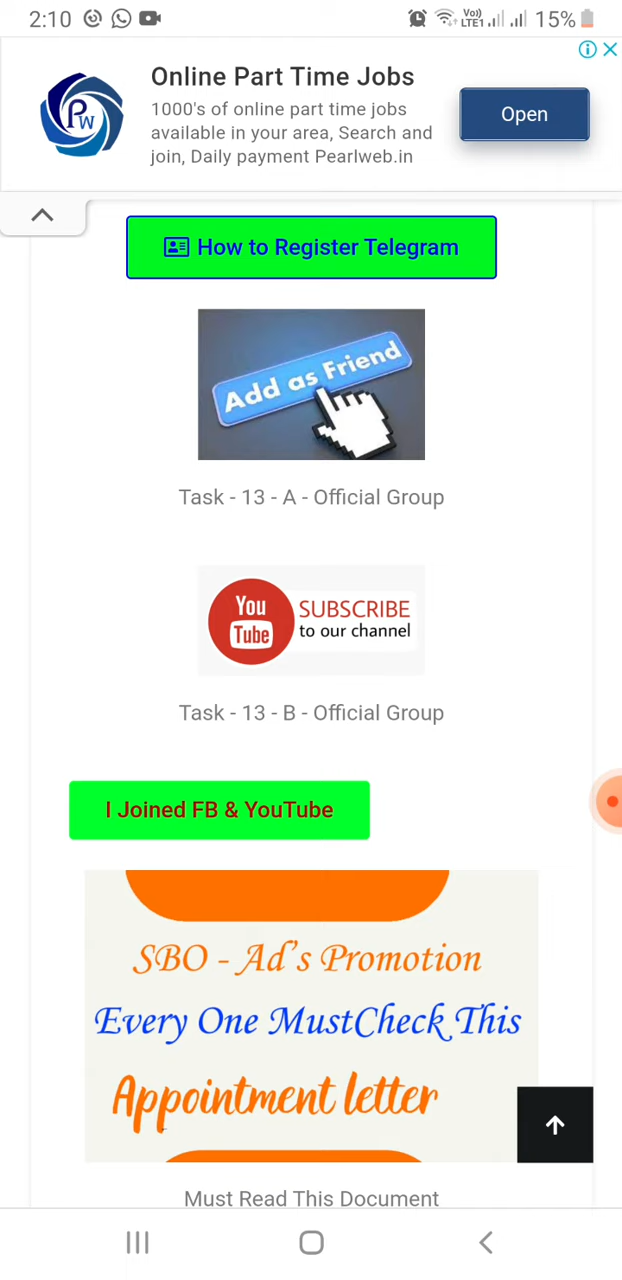 2:10
Vo))
LTE1
15%
Online Part Time Jobs
1000's of online part time jobs
available in your area, Search and
join, Daily payment Pearlweb.in
Open
PW
How to Register Telegram
Add as Friend
Task - 13 - A - Official Group
You
Tube
SUBSCRIBE
to our channel
Task - 13 - B - Official Group
I Joined FB & YouTube
SBO - Ad's Promotion
Every One MustCheck This
Appointment letter
Must Read This Document